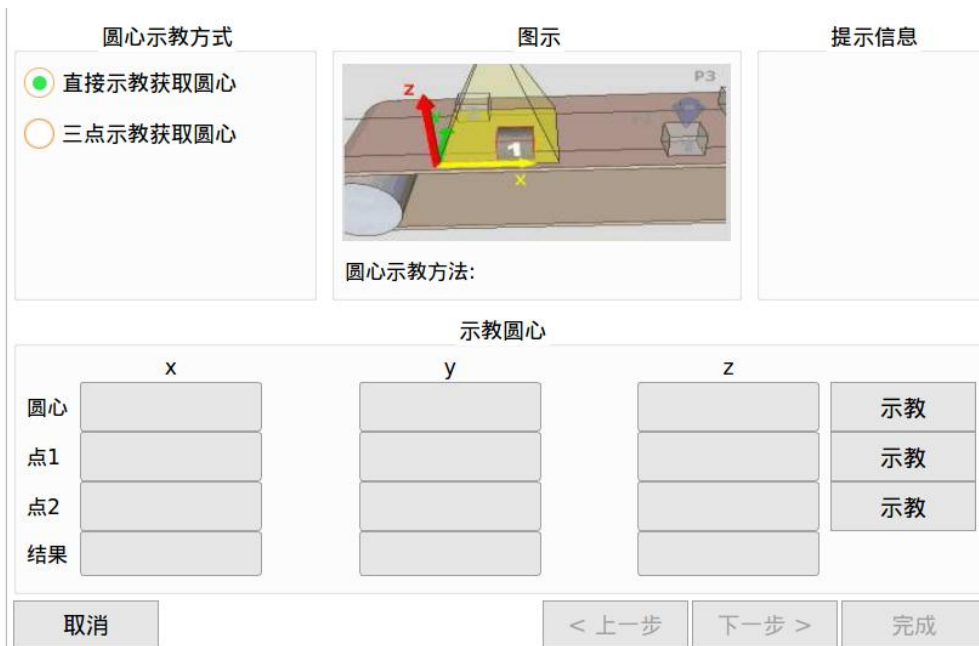 圆心示教方式
直接示教获取圆心
三点示教获取圆心
图示
P3
z
1
x
圆心示教方法:
提示信息
示教圆心
x y z
圆心 示教
点1 示教
点2 示教
结果
取消 < 上一步 下一步 > 完成